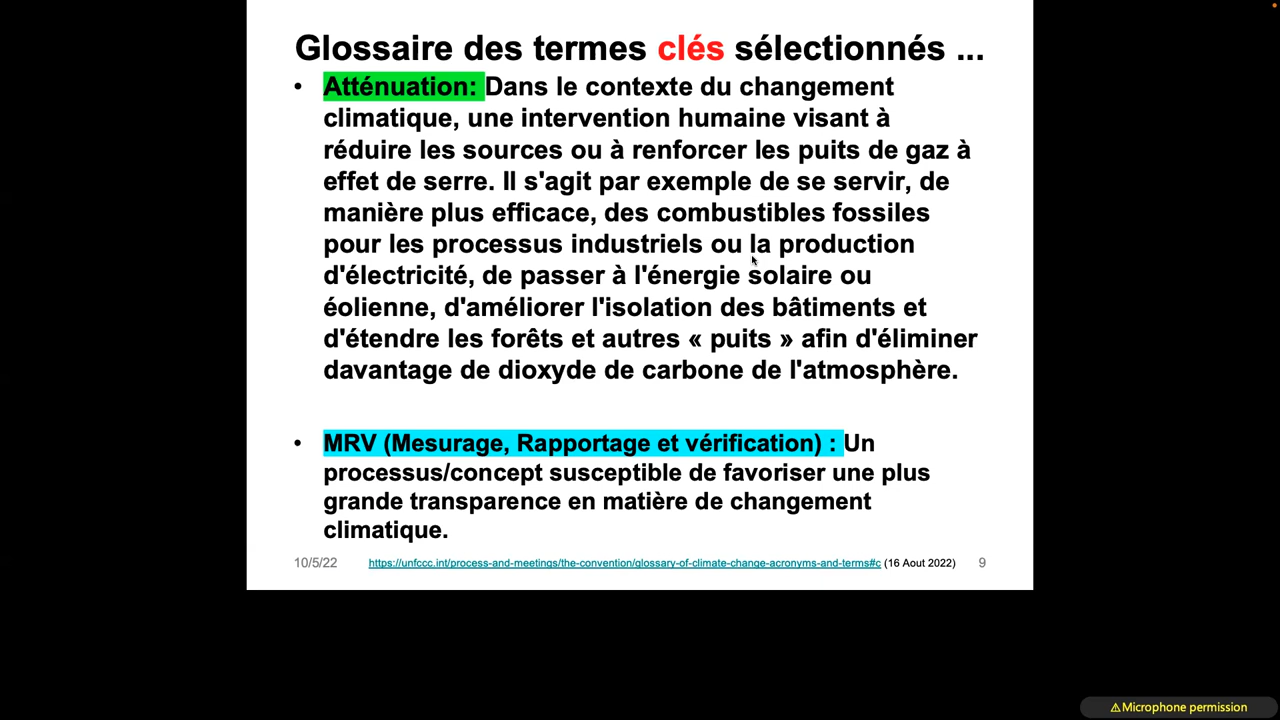 Glossaire des termes clés sélectionnés ...
• Atténuation: Dans le contexte du changement
climatique, une intervention humaine visant à
réduire les sources ou à renforcer les puits de gaz à
effet de serre. Il s'agit par exemple de se servir, de
manière plus efficace, des combustibles fossiles
pour les processus industriels ou la production
d'électricité, de passer à l'énergie solaire ou
éolienne, d'améliorer l'isolation des bâtiments et
d'étendre les forêts et autres « puits » afin d'éliminer
davantage de dioxyde de carbone de l'atmosphère.
• MRV (Mesurage, Rapportage et vérification) : Un
processus/concept susceptible de favoriser une plus
grande transparence en matière de changement
climatique.
10/5/22 https://unfccc.int/process-and-meetings/the-convention/glossary-of-climate-change-acronyms-and-terms#c (16 Aout 2022) 9
⚠Microphone permission